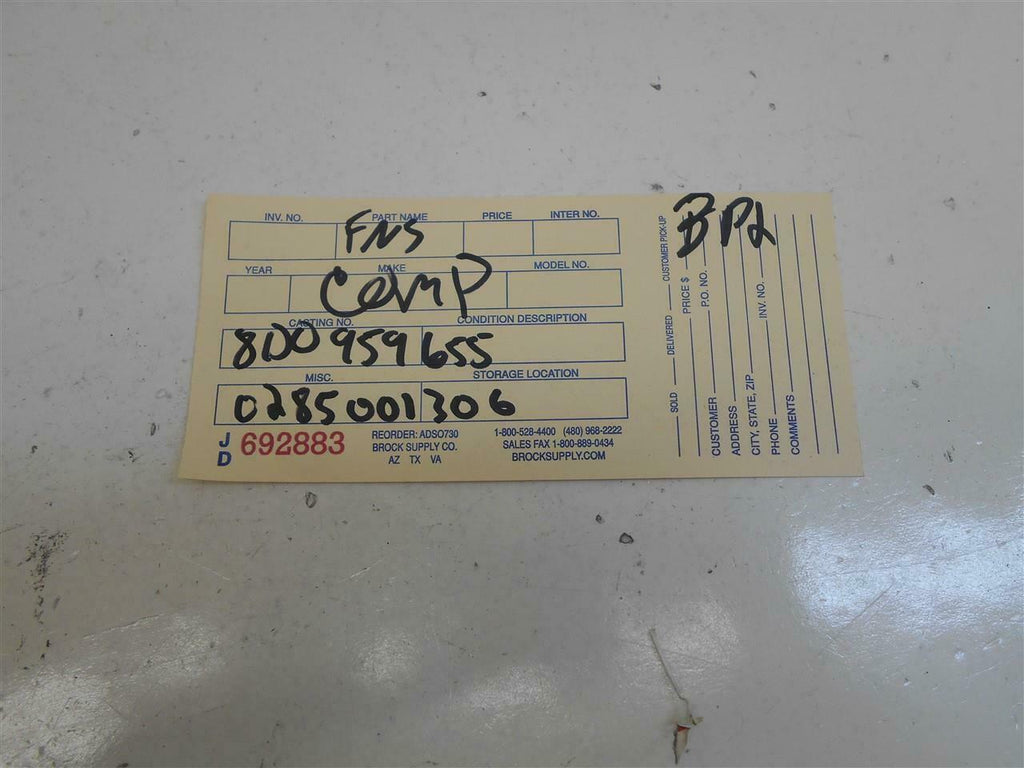 INV. NO. PART NAME PRICE INTER NO.
FNS
YEAR MAKE MODEL NO.
Comp
CASTING NO. CONDITION DESCRIPTION
8D0959655
MISC. STORAGE LOCATION
0285001306
JD 692883
REORDER: ADSO730
BROCK SUPPLY CO.
AZ TX VA
1-800-528-4400 (480) 968-2222
SALES FAX 1-800-889-0434
BROCKSUPPLY.COM
BP2
SOLD DELIVERED CUSTOMER PICK-UP
PRICE $
CUSTOMER P.O. NO.
ADDRESS
CITY, STATE, ZIP
PHONE INV. NO.
COMMENTS